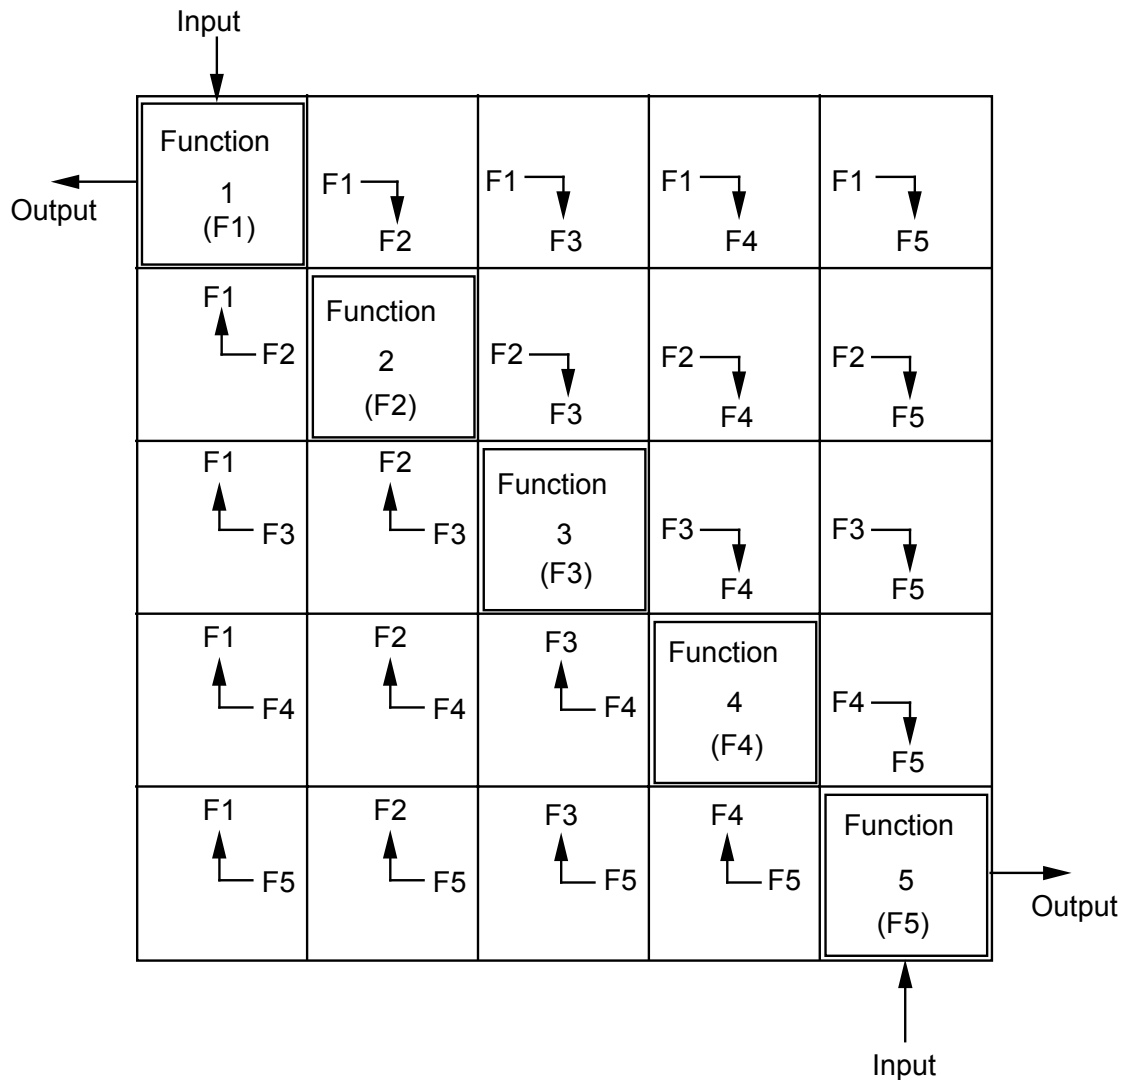 Input
Function
1
(F1)
Output
F1
F2
F1
F3
F1
F4
F1
F5
F1
F2
Function
2
(F2)
F2
F3
F2
F4
F2
F5
F1
F3
F2
F3
Function
3
(F3)
F3
F4
F3
F5
F1
F4
F2
F4
F3
F4
Function
4
(F4)
F4
F5
F1
F5
F2
F5
F3
F5
F4
F5
Function
5
(F5)
Output
Input